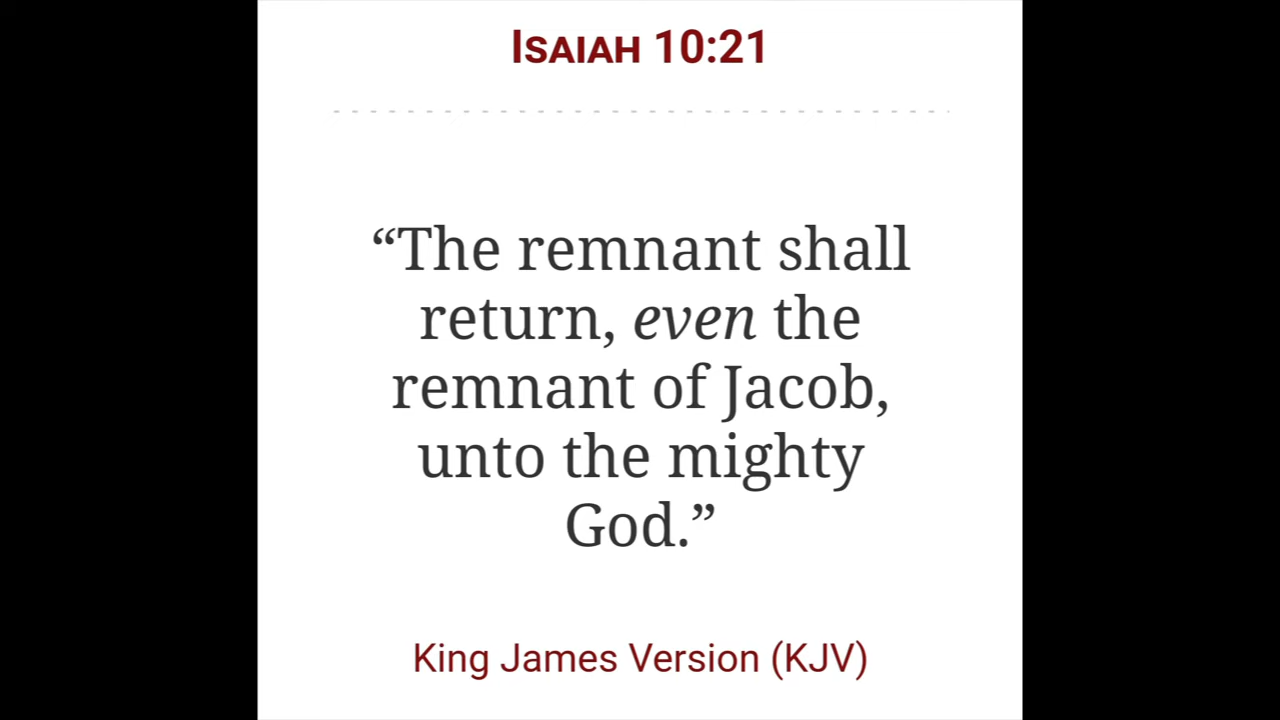 Isaiah 10:21
“The remnant shall
return, even the
remnant of Jacob,
unto the mighty
God.”
King James Version (KJV)